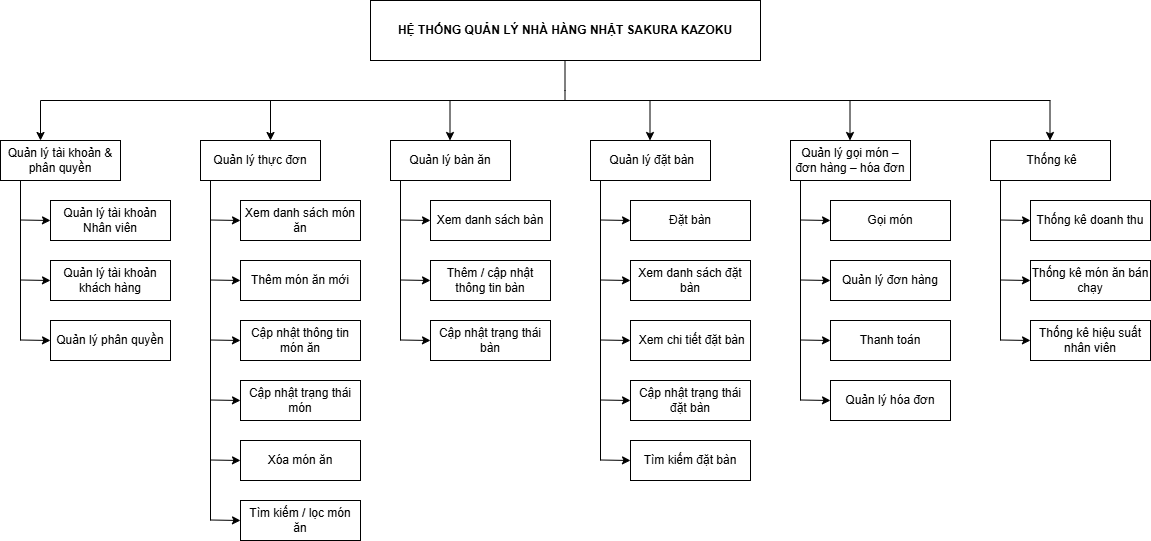 HỆ THỐNG QUẢN LÝ NHÀ HÀNG NHẬT SAKURA KAZOKU
Quản lý tài khoản &
phân quyền
Quản lý tài khoản
Nhân viên
Quản lý tài khoản
khách hàng
Quản lý phân quyền
Quản lý thực đơn
Xem danh sách món
ăn
Thêm món ăn mới
Cập nhật thông tin
món ăn
Cập nhật trạng thái
món
Xóa món ăn
Tìm kiếm / lọc món
ăn
Quản lý bàn ăn
Xem danh sách bàn
Thêm / cập nhật
thông tin bàn
Cập nhật trạng thái
bàn
Quản lý đặt bàn
Đặt bàn
Xem danh sách đặt
bàn
Xem chi tiết đặt bàn
Cập nhật trạng thái
đặt bàn
Tìm kiếm đặt bàn
Quản lý gọi món –
đơn hàng – hóa đơn
Gọi món
Quản lý đơn hàng
Thanh toán
Quản lý hóa đơn
Thống kê
Thống kê doanh thu
Thống kê món ăn bán
chạy
Thống kê hiệu suất
nhân viên